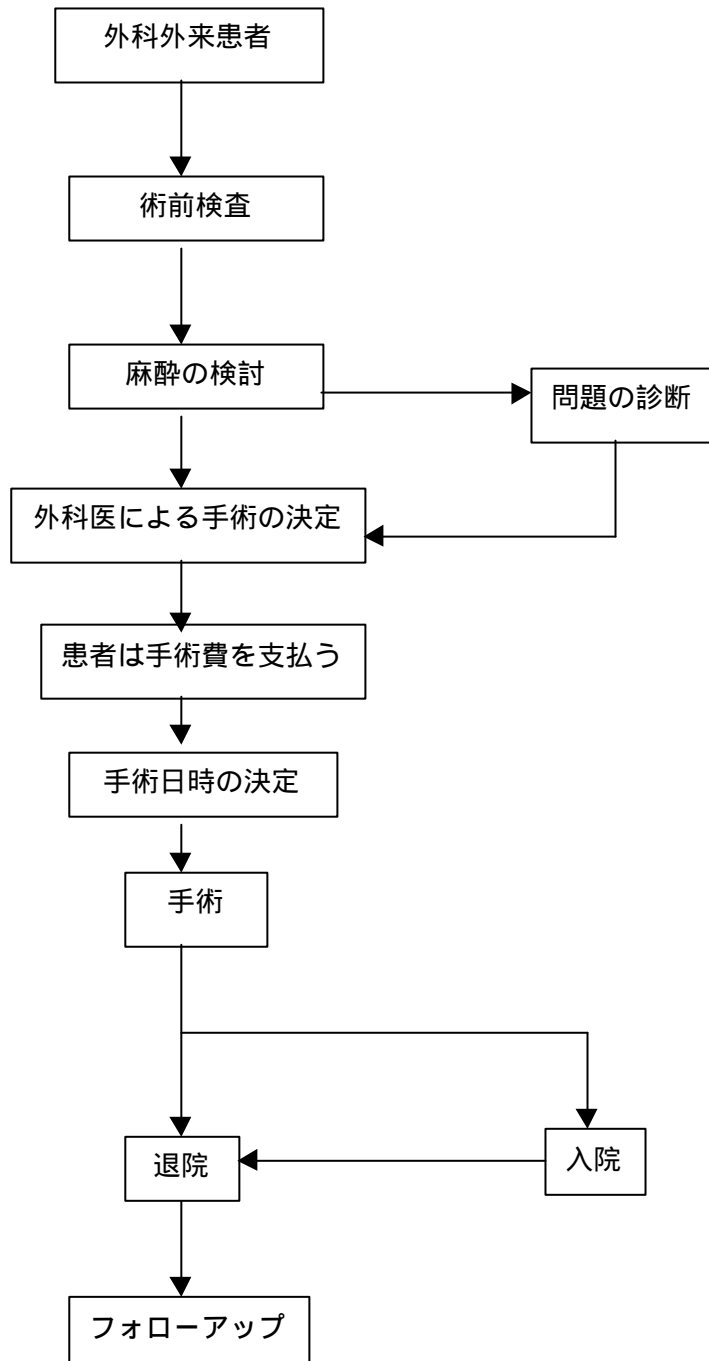 外科外来患者
術前検査
麻酔の検討
問題の診断
外科医による手術の決定
患者は手術費を支払う
手術日時の決定
手術
退院
入院
フォローアップ